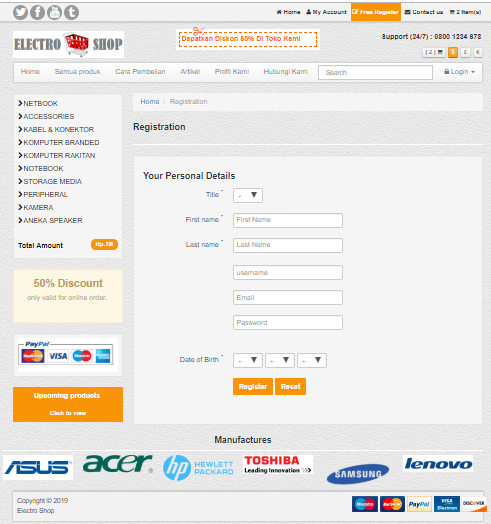 Home My Account Free Register Contact us 2 Item(s)
ELECTRO SHOP
Dapatkan Diskon 50% Di Toko Kami
Support (24/7) : 0800 1234 678
[ 2 ] $ £ €
Home Semua produk Cara Pembelian Artikel Profil Kami Hubungi Kami Search Login
NETBOOK
ACCESSORIES
KABEL & KONEKTOR
KOMPUTER BRANDED
KOMPUTER RAKITAN
NOTEBOOK
STORAGE MEDIA
PERIPHERAL
KAMERA
ANEKA SPEAKER
Total Amount Rp.1M
50% Discount
only valid for online order.
PayPal
MasterCard VISA Maestro
Upcoming products
Click to view
Home / Registration
Registration
Your Personal Details
Title * -
First name * First Name
Last name * Last Name
username
Email
Password
Date of Birth * - - -
Register Reset
Manufactures
ASUS acer hp HEWLETT PACKARD TOSHIBA Leading Innovation >>> SAMSUNG lenovo
Copyright © 2019
Electro Shop
Maestro MasterCard PayPal VISA Electron DISCOVER